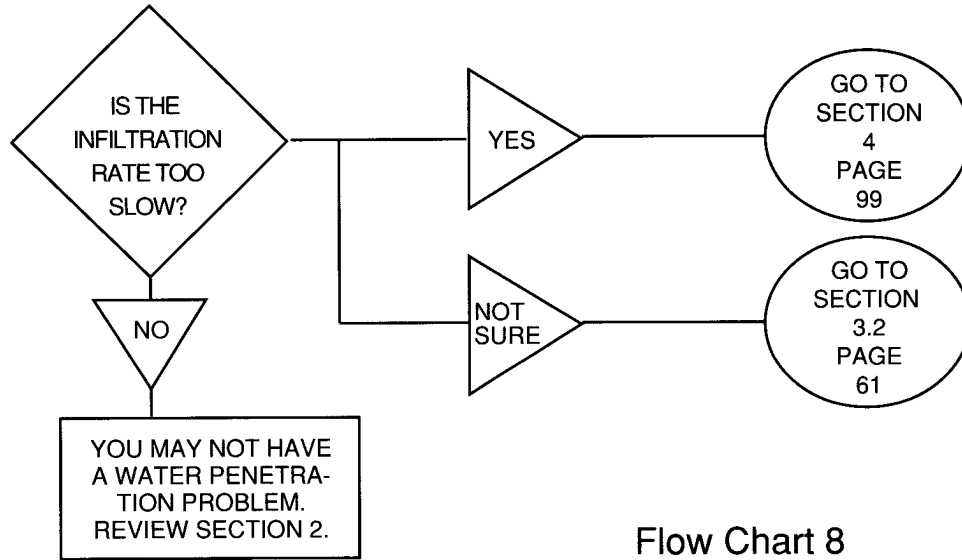 IS THE
INFILTRATION
RATE TOO
SLOW?
YES
GO TO
SECTION
4
PAGE
99
NOT
SURE
GO TO
SECTION
3.2
PAGE
61
NO
YOU MAY NOT HAVE
A WATER PENETRA-
TION PROBLEM.
REVIEW SECTION 2.
Flow Chart 8